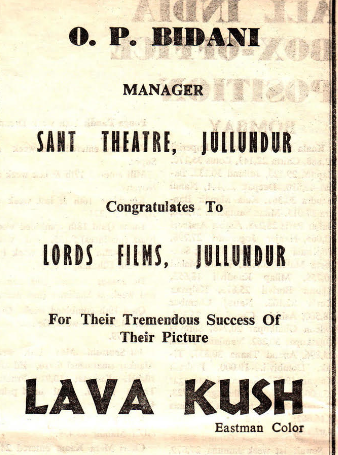 O. P. BIDANI
MANAGER
SANT THEATRE, JULLUNDUR
Congratulates To
LORDS FILMS, JULLUNDUR
For Their Tremendous Success Of
Their Picture
LAVA KUSH
Eastman Color